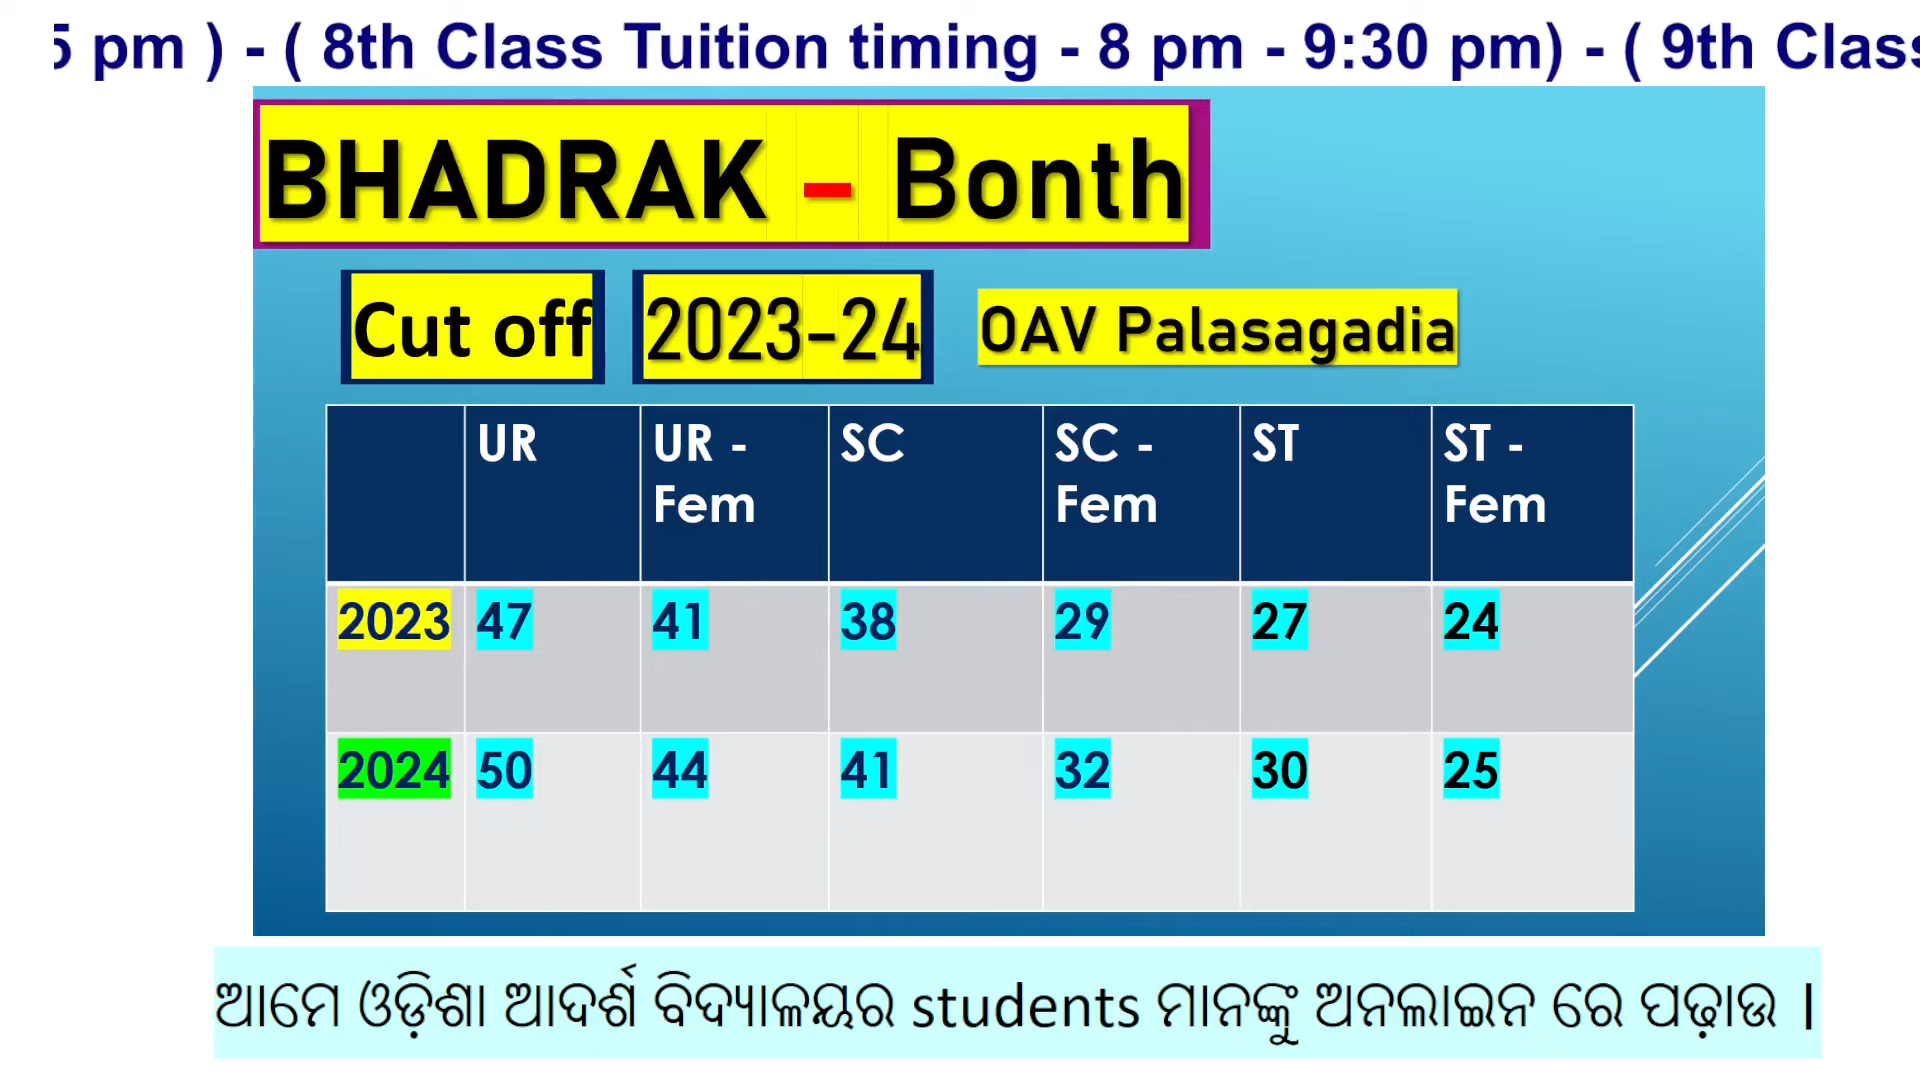 pm ) - ( 8th Class Tuition timing - 8 pm - 9:30 pm) - ( 9th Class
BHADRAK – Bonth
Cut off 2023-24 OAV Palasagadia
UR UR - Fem SC SC - Fem ST ST - Fem
2023 47 41 38 29 27 24
2024 50 44 41 32 30 25
ଆମେ ଓଡ଼ିଶା ଆଦର୍ଶ ବିଦ୍ୟାଳୟର students ମାନଙ୍କୁ ଅନଲାଇନ ରେ ପଢ଼ାଉ ।